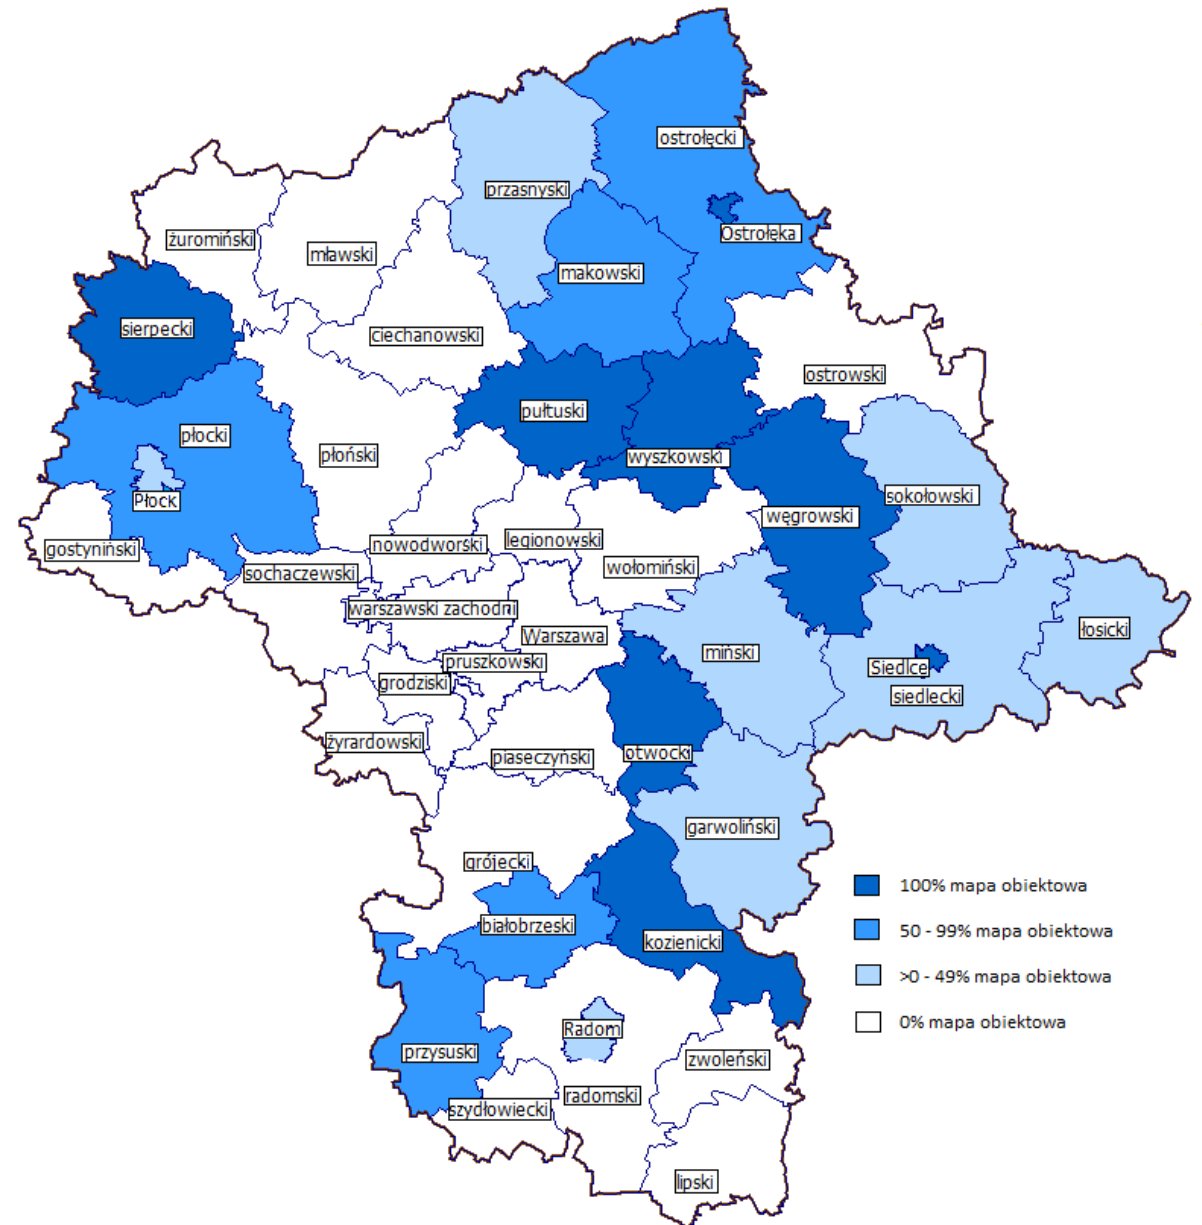 ostrołęcki
przasnyski
Ostrołęka
żuromiński
mławski
makowski
sierpecki
ciechanowski
ostrowski
pułtuski
płocki
płoński
wyszkowski
sokołowski
Płock
węgrowski
gostyniński
nowodworski
legionowski
sochaczewski
wołomiński
warszawski zachodni
łosicki
Warszawa
miński
pruszkowski
Siedlce
grodziski
siedlecki
żyrardowski
piaseczyński
otwocki
garwoliński
grójecki
100% mapa obiektowa
białobrzeski
50 - 99% mapa obiektowa
kozienicki
>0 - 49% mapa obiektowa
Radom
0% mapa obiektowa
przysuski
zwoleński
radomski
szydłowiecki
lipski